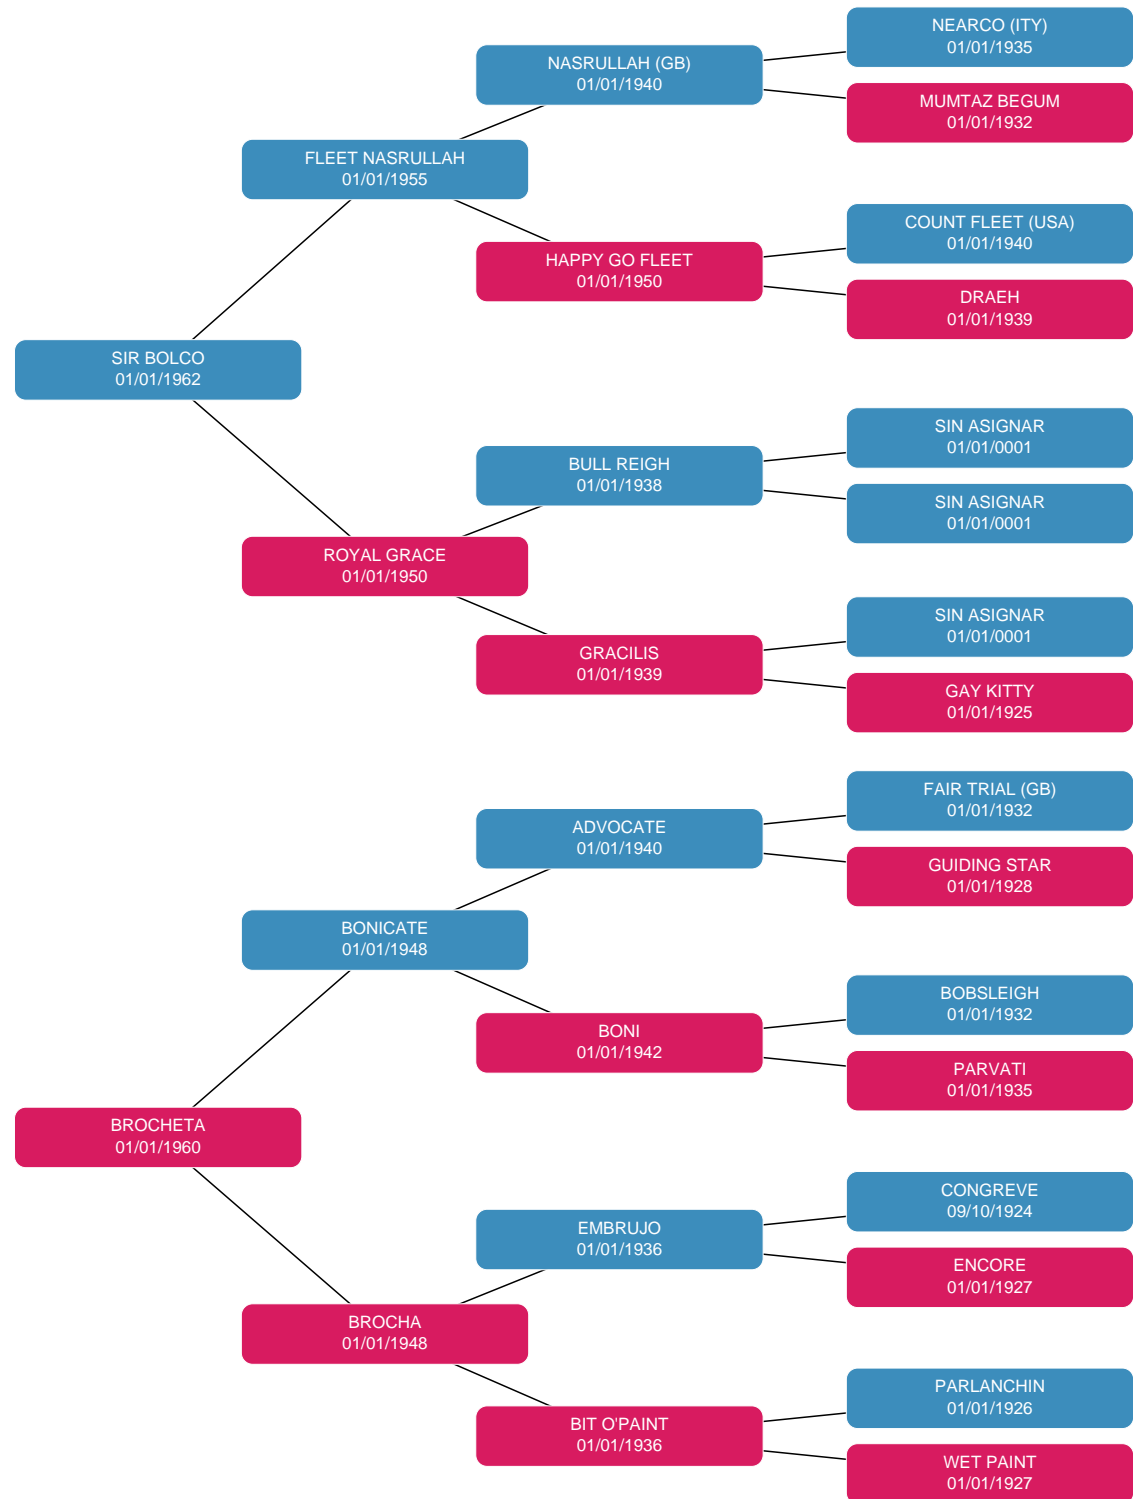 NEARCO (ITY)
01/01/1935
NASRULLAH (GB)
01/01/1940
MUMTAZ BEGUM
01/01/1932
FLEET NASRULLAH
01/01/1955
COUNT FLEET (USA)
01/01/1940
HAPPY GO FLEET
01/01/1950
DRAEH
01/01/1939
SIR BOLCO
01/01/1962
SIN ASIGNAR
01/01/0001
BULL REIGH
01/01/1938
SIN ASIGNAR
01/01/0001
ROYAL GRACE
01/01/1950
SIN ASIGNAR
01/01/0001
GRACILIS
01/01/1939
GAY KITTY
01/01/1925
FAIR TRIAL (GB)
01/01/1932
ADVOCATE
01/01/1940
GUIDING STAR
01/01/1928
BONICATE
01/01/1948
BOBSLEIGH
01/01/1932
BONI
01/01/1942
PARVATI
01/01/1935
BROCHETA
01/01/1960
CONGREVE
09/10/1924
EMBRUJO
01/01/1936
ENCORE
01/01/1927
BROCHA
01/01/1948
PARLANCHIN
01/01/1926
BIT O'PAINT
01/01/1936
WET PAINT
01/01/1927